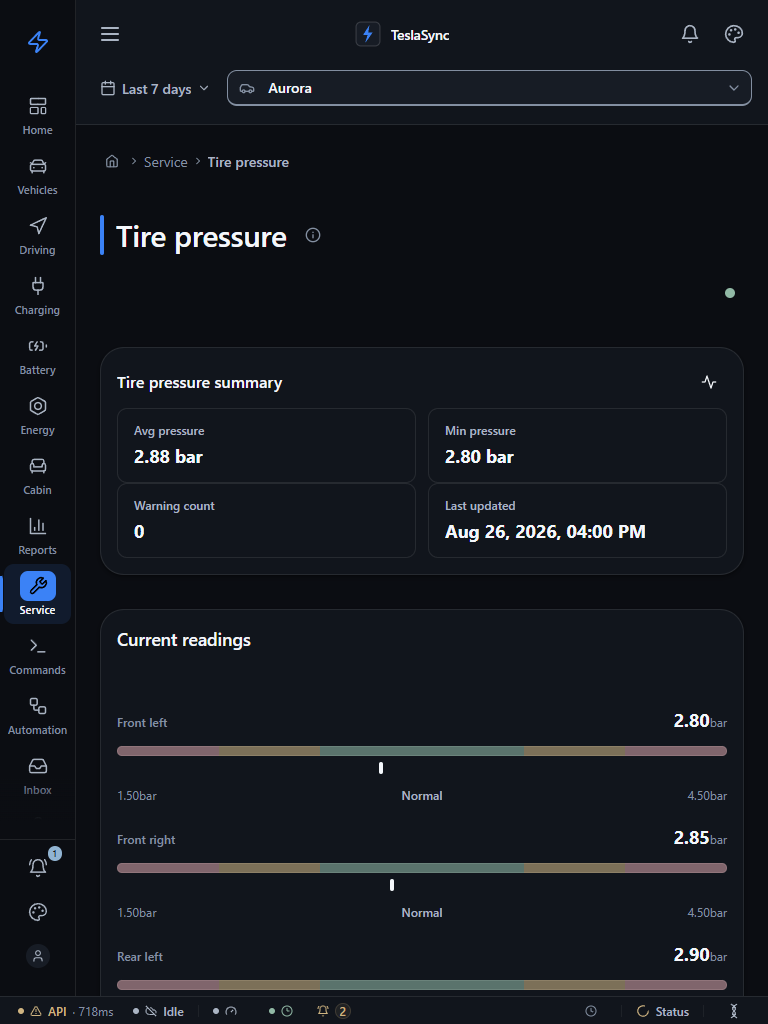 TeslaSync
Last 7 days
Aurora
Home
Vehicles
Driving
Charging
Battery
Energy
Cabin
Reports
Service
Commands
Automation
Inbox
1
Service
Tire pressure
Tire pressure
Tire pressure summary
Avg pressure
2.88 bar
Min pressure
2.80 bar
Warning count
0
Last updated
Aug 26, 2026, 04:00 PM
Current readings
Front left
2.80bar
1.50bar
Normal
4.50bar
Front right
2.85bar
1.50bar
Normal
4.50bar
Rear left
2.90bar
API · 718ms
Idle
2
Status